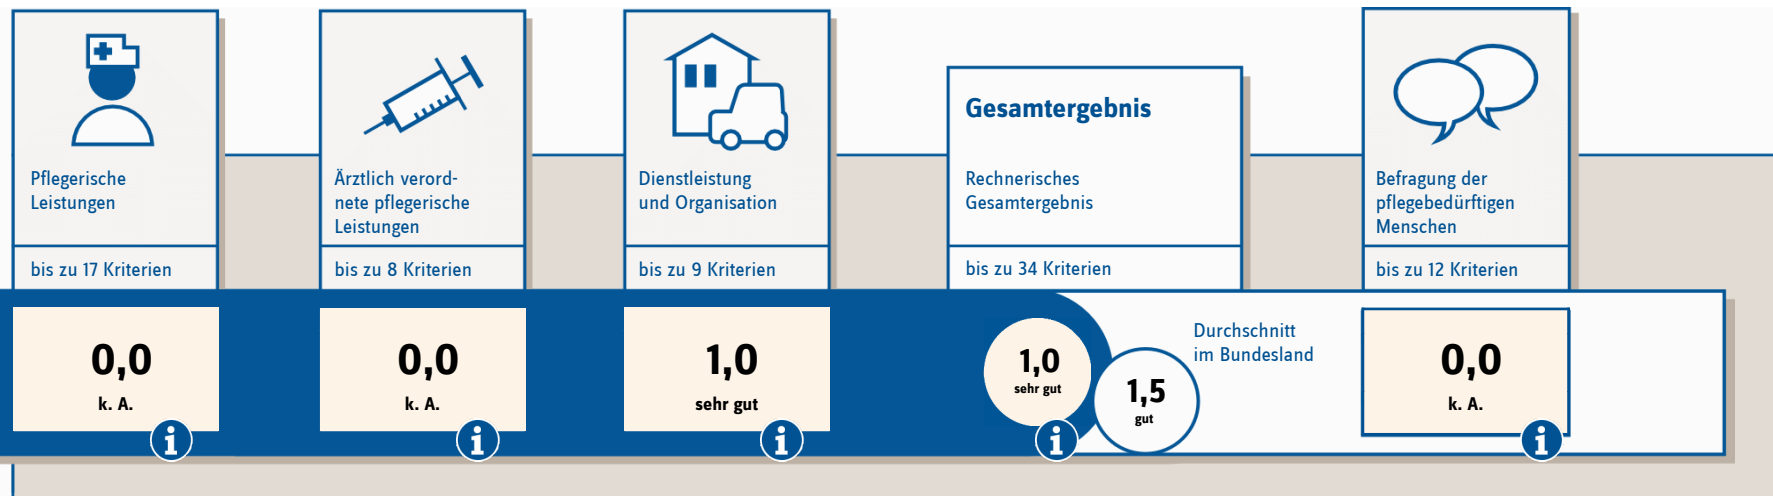 Pflegerische
Leistungen
bis zu 17 Kriterien
0,0
k. A.
i
Ärztlich verord-
nete pflegerische
Leistungen
bis zu 8 Kriterien
0,0
k. A.
i
Dienstleistung
und Organisation
bis zu 9 Kriterien
1,0
sehr gut
i
Gesamtergebnis
Rechnerisches
Gesamtergebnis
bis zu 34 Kriterien
1,0
sehr gut
i
1,5
gut
Durchschnitt
im Bundesland
Befragung der
pflegebedürftigen
Menschen
bis zu 12 Kriterien
0,0
k. A.
i